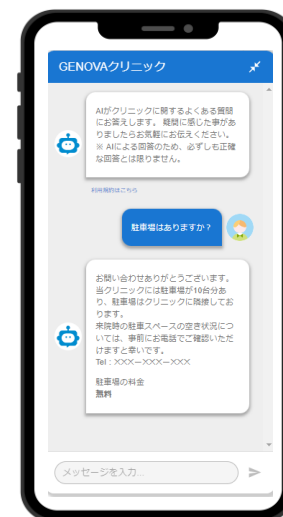 GENOVAクリニック
AIがクリニックに関するよくある質問
にお答えします。 疑問に感じた事があ
りましたらお気軽にお伝えください。
※ AIによる回答のため、必ずしも正確
な回答とは限りません。
利用規約はこちら
駐車場はありますか？
お問い合わせありがとうございます。
当クリニックには駐車場が10台分あ
り、駐車場はクリニックに隣接してお
ります。
来院時の駐車スペースの空き状況につ
いては、事前にお電話でご確認いただ
けますと幸いです。
Tel：XXX−XXX−XXX
駐車場の料金
無料
メッセージを入力...